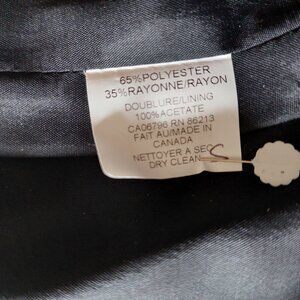 65%POLYESTER
35%RAYONNE/RAYON
DOUBLURE/LINING
100%ACETATE
CA06796 RN 86213
FAIT AU/MADE IN
CANADA
NETTOYER A SEC
DRY CLEAN